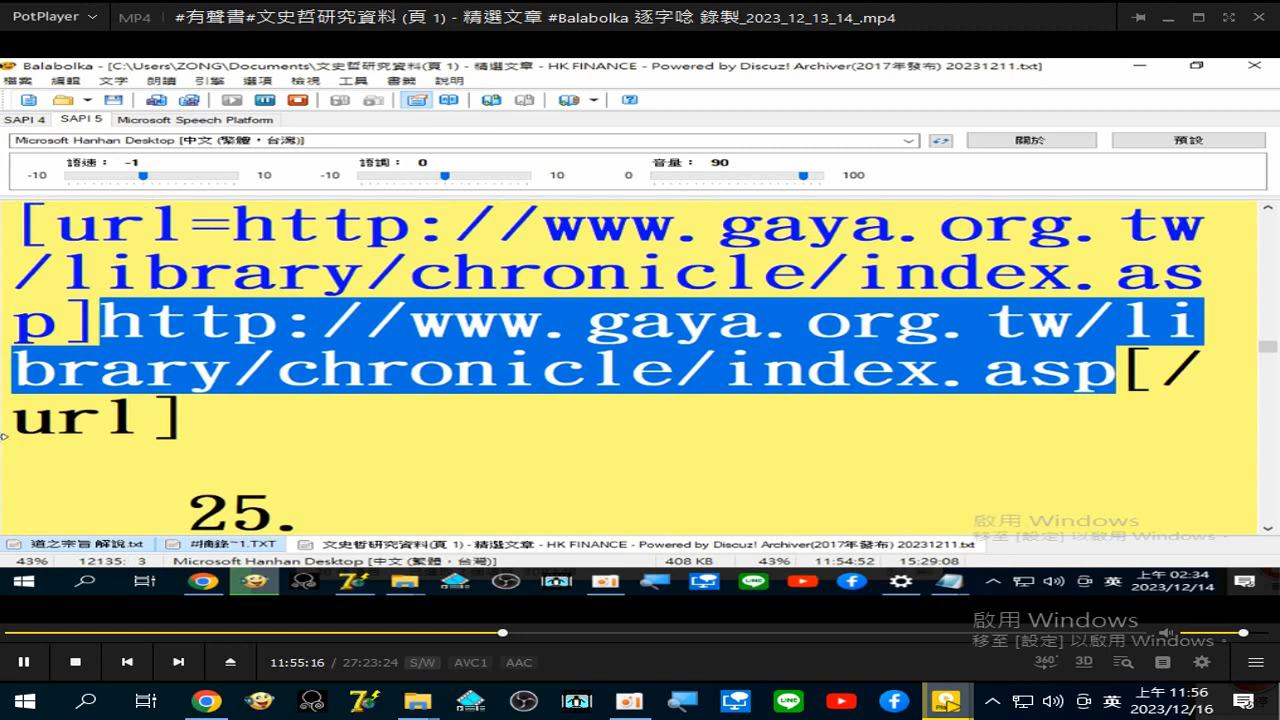 PotPlayer
MP4
#有聲書#文史哲研究資料 (頁 1) - 精選文章 #Balabolka 逐字唸 錄製_2023_12_13_14_.mp4
Balabolka - [C:\Users\ZONG\Documents\文史哲研究資料(頁 1) - 精選文章 - HK FINANCE - Powered by Discuz! Archiver(2017年發布) 20231211.txt]
檔案 編輯 文字 朗讀 引擎 選項 檢視 工具 書籤 說明
SAPI 4 SAPI 5 Microsoft Speech Platform
Microsoft Hanhan Desktop [中文 (繁體，台灣)]
關於
預設
語速： -1 語調： 0 音量： 90
-10 10 -10 10 0 100
[url=http://www.gaya.org.tw
/library/chronicle/index.as
p]http://www.gaya.org.tw/li
brary/chronicle/index.asp[/
url]
25.
啟用 Windows
移至 [設定] 以啟用 Windows。
道之宗旨 解說.txt
#摘錄~1.TXT
文史哲研究資料(頁 1) - 精選文章 - HK FINANCE - Powered by Discuz! Archiver(2017年發布) 20231211.txt
43% 12135: 3 Microsoft Hanhan Desktop [中文 (繁體，台灣)] 408 KB 43% 11:54:52 15:29:08
英
上午 02:34
2023/12/14
啟用 Windows
移至 [設定] 以啟用 Windows。
11:55:16 / 27:23:24 S/W AVC1 AAC
360°
3D
英
上午 11:56
2023/12/16